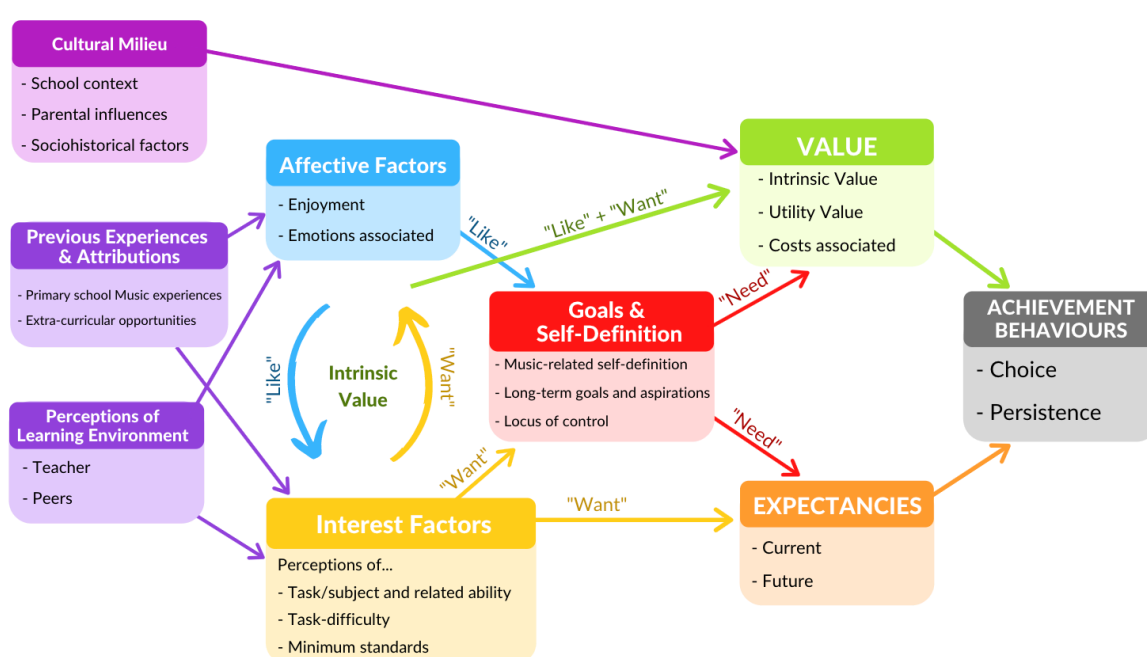 Cultural Milieu
- School context
- Parental influences
- Sociohistorical factors
Previous Experiences
& Attributions
- Primary school Music experiences
- Extra-curricular opportunities
Perceptions of
Learning Environment
- Teacher
- Peers
Affective Factors
- Enjoyment
- Emotions associated
"Like"
"Like" + "Want"
"Like"
Intrinsic
Value
"Want"
"Want"
"Want"
Interest Factors
Perceptions of...
- Task/subject and related ability
- Task-difficulty
- Minimum standards
Goals &
Self-Definition
- Music-related self-definition
- Long-term goals and aspirations
- Locus of control
"Need"
"Need"
VALUE
- Intrinsic Value
- Utility Value
- Costs associated
EXPECTANCIES
- Current
- Future
ACHIEVEMENT
BEHAVIOURS
- Choice
- Persistence